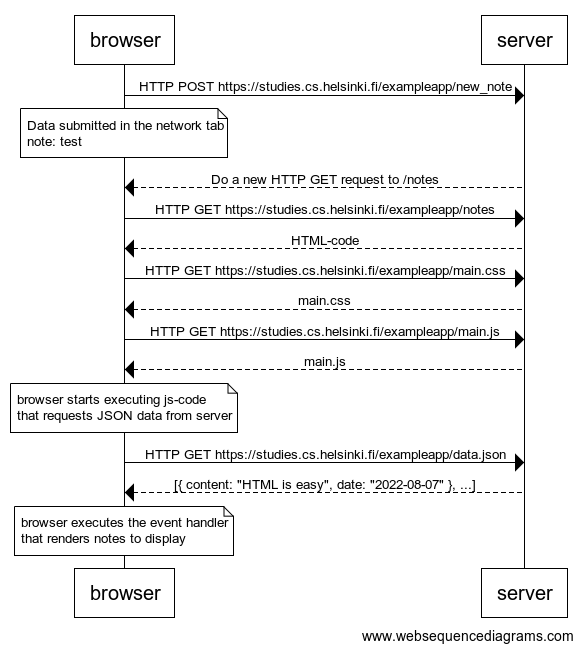 browser
server
HTTP POST https://studies.cs.helsinki.fi/exampleapp/new_note
Data submitted in the network tab
note: test
Do a new HTTP GET request to /notes
HTTP GET https://studies.cs.helsinki.fi/exampleapp/notes
HTML-code
HTTP GET https://studies.cs.helsinki.fi/exampleapp/main.css
main.css
HTTP GET https://studies.cs.helsinki.fi/exampleapp/main.js
main.js
browser starts executing js-code
that requests JSON data from server
HTTP GET https://studies.cs.helsinki.fi/exampleapp/data.json
[{ content: "HTML is easy", date: "2022-08-07" }, ...]
browser executes the event handler
that renders notes to display
browser
server
www.websequencediagrams.com